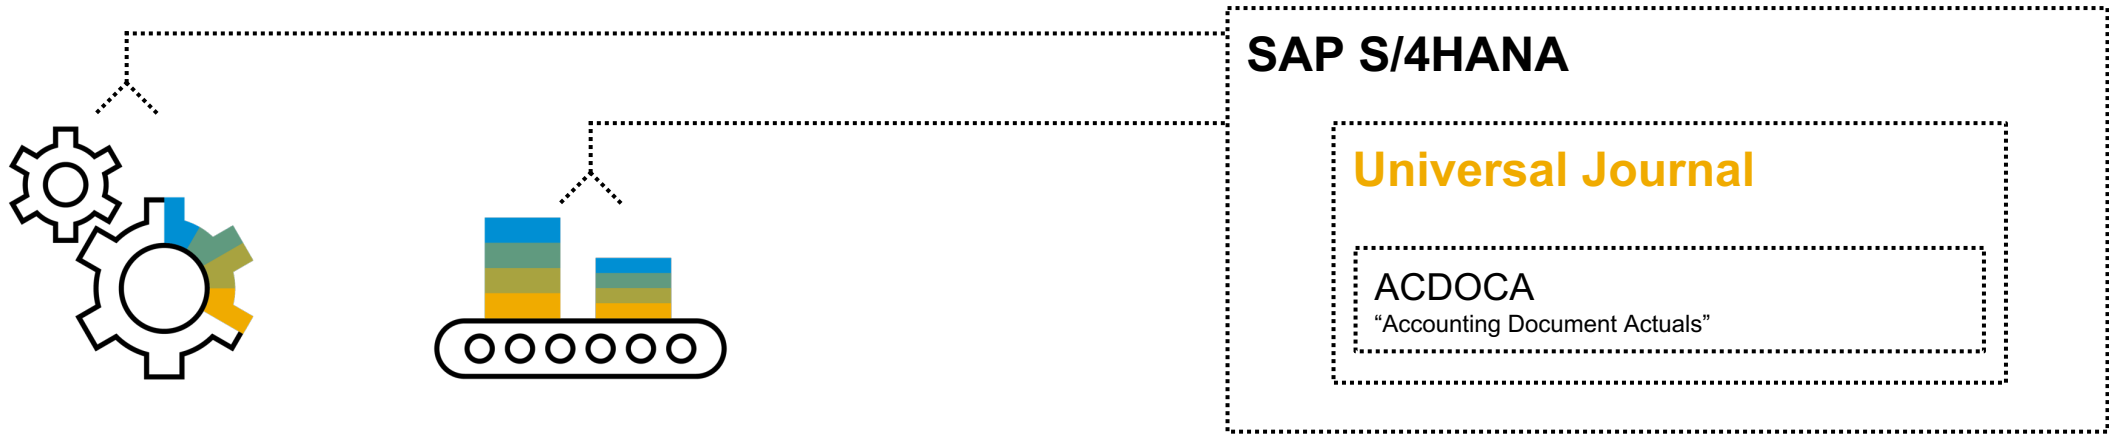 SAP S/4HANA
Universal Journal
ACDOCA
“Accounting Document Actuals”